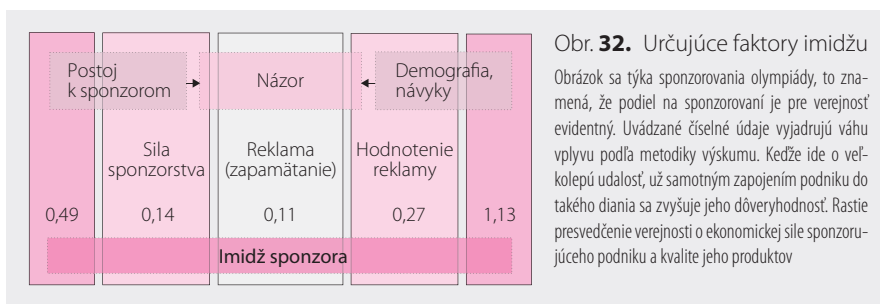 Postoj
k sponzorom
Názor
Demografia,
návyky
Sila
sponzorstva
Reklama
(zapamätanie)
Hodnotenie
reklamy
0,49
0,14
0,11
0,27
1,13
Imidž sponzora
Obr. 32. Určujúce faktory imidžu
Obrázok sa týka sponzorovania olympiády, to zna-
mená, že podiel na sponzorovaní je pre verejnosť
evidentný. Uvádzané číselné údaje vyjadrujú váhu
vplyvu podľa metodiky výskumu. Keďže ide o veľ-
kolepú udalosť, už samotným zapojením podniku do
takého diania sa zvyšuje jeho dôveryhodnosť. Rastie
presvedčenie verejnosti o ekonomickej sile sponzoru-
júceho podniku a kvalite jeho produktov